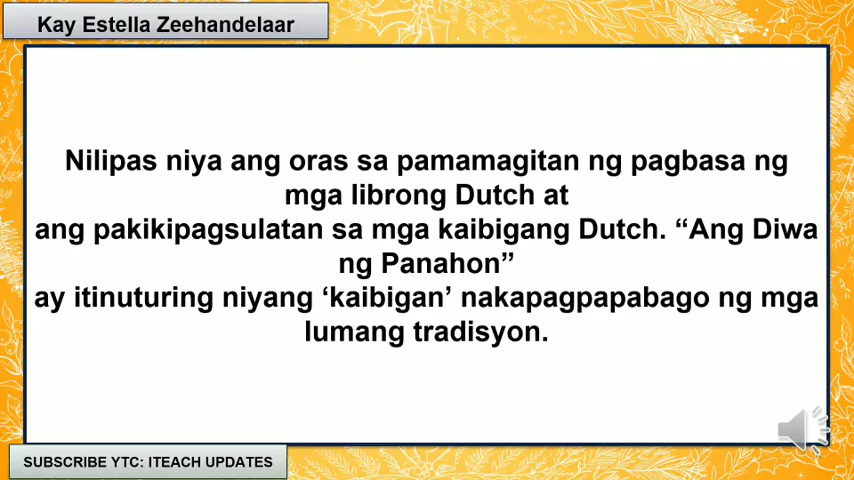 Kay Estella Zeehandelaar
Nilipas niya ang oras sa pamamagitan ng pagbasa ng
mga librong Dutch at
ang pakikipagsulatan sa mga kaibigang Dutch. “Ang Diwa
ng Panahon”
ay itinuturing niyang ‘kaibigan’ nakapagpapabago ng mga
lumang tradisyon.
SUBSCRIBE YTC: ITEACH UPDATES